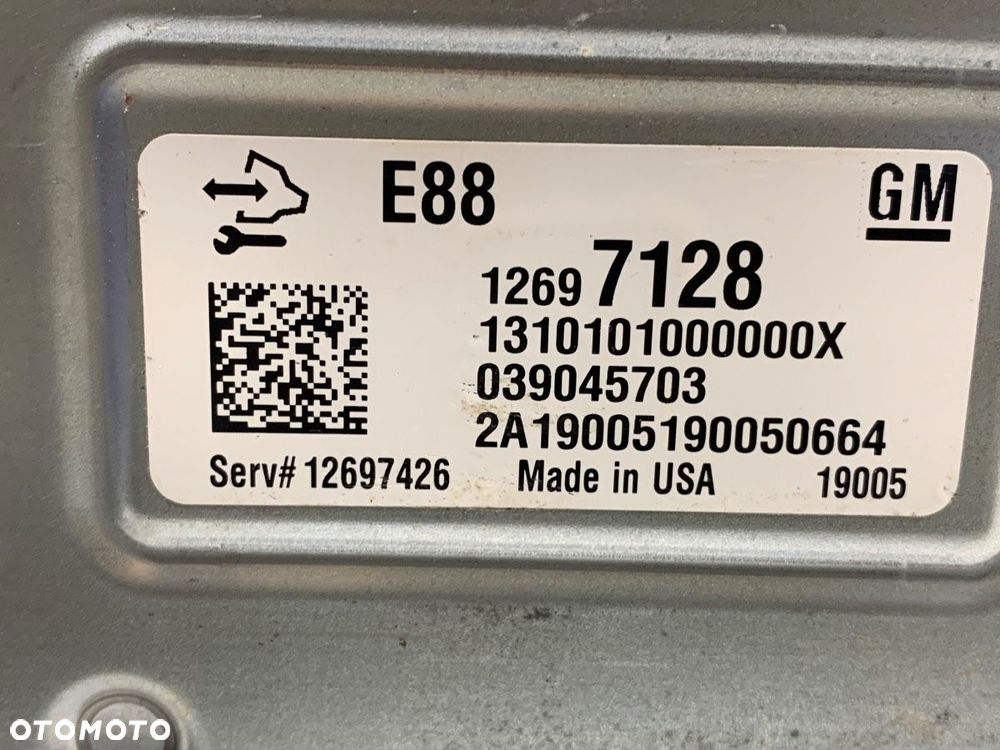 E88
GM
1269 7128
1310101000000X
039045703
2A19005190050664
Serv# 12697426 Made in USA 19005
OTOMOTO